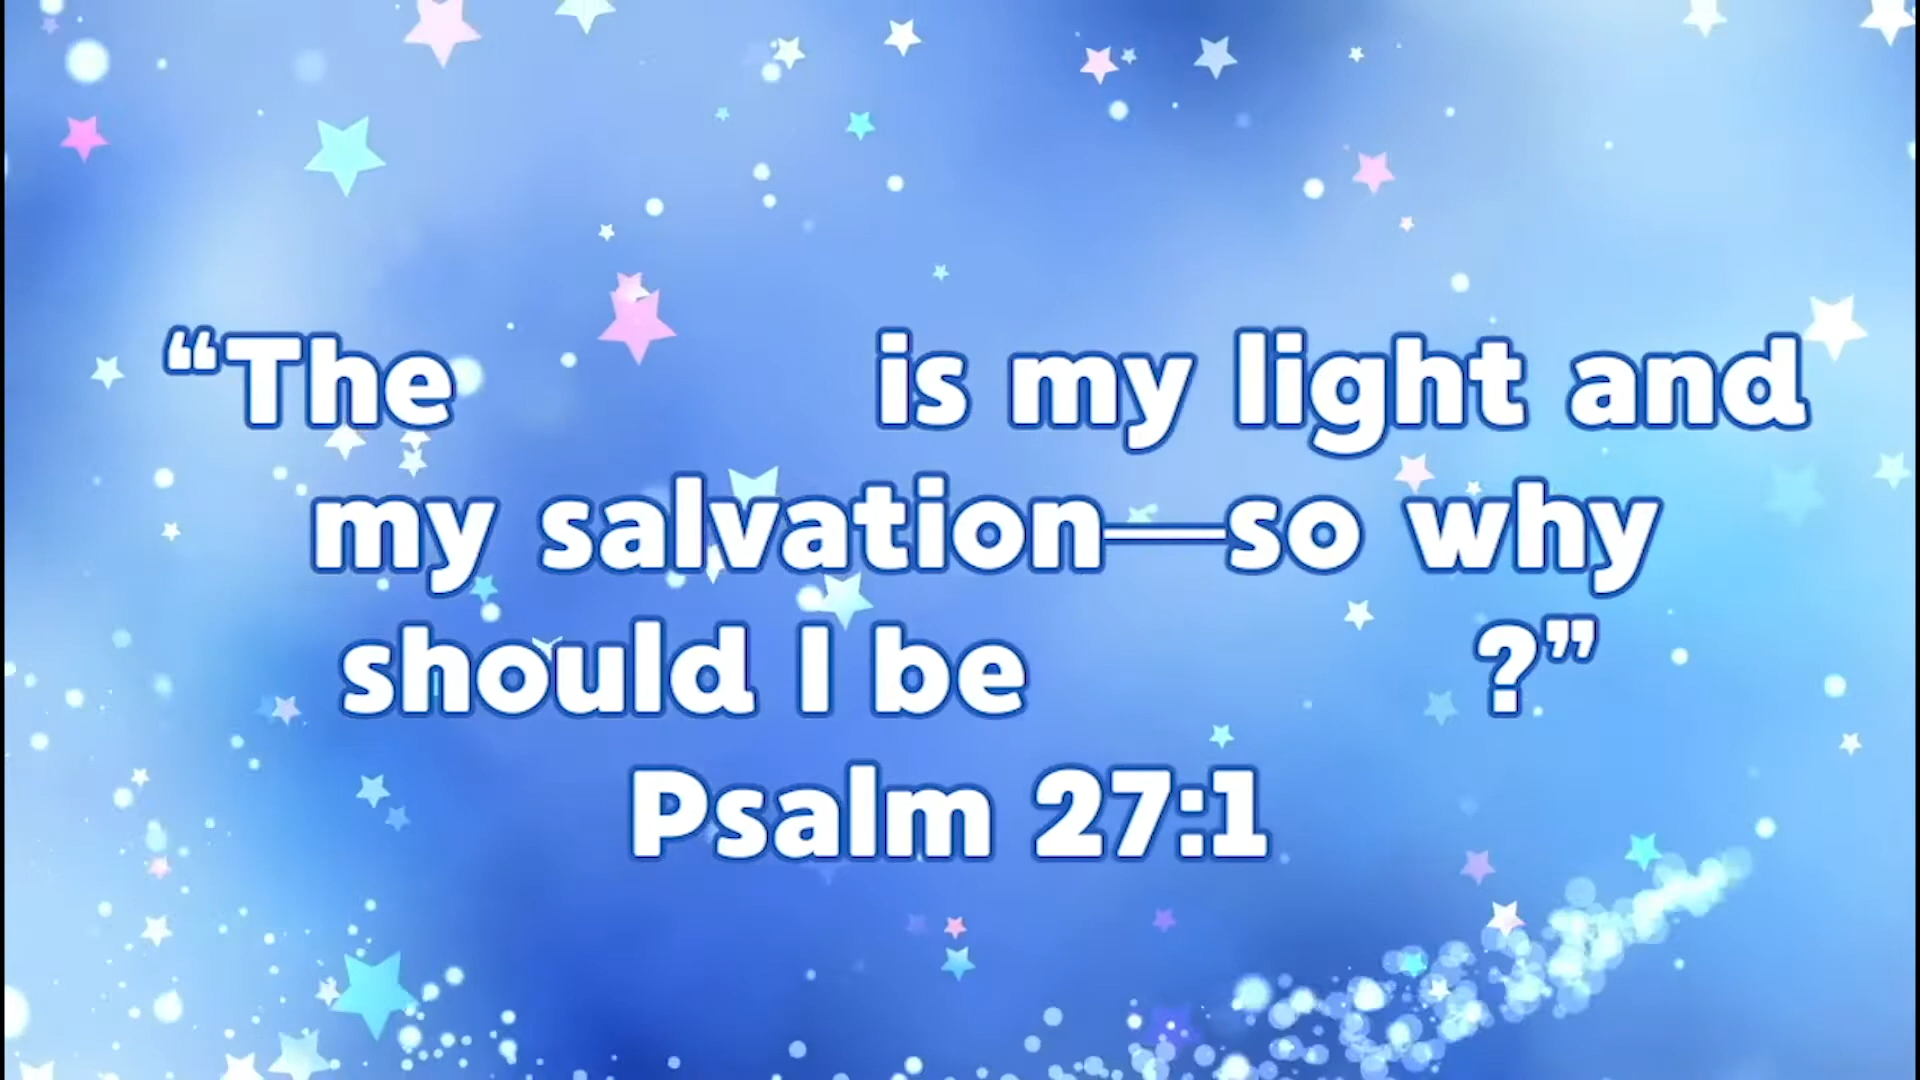 “The is my light and
my salvation—so why
should I be ?”
Psalm 27:1